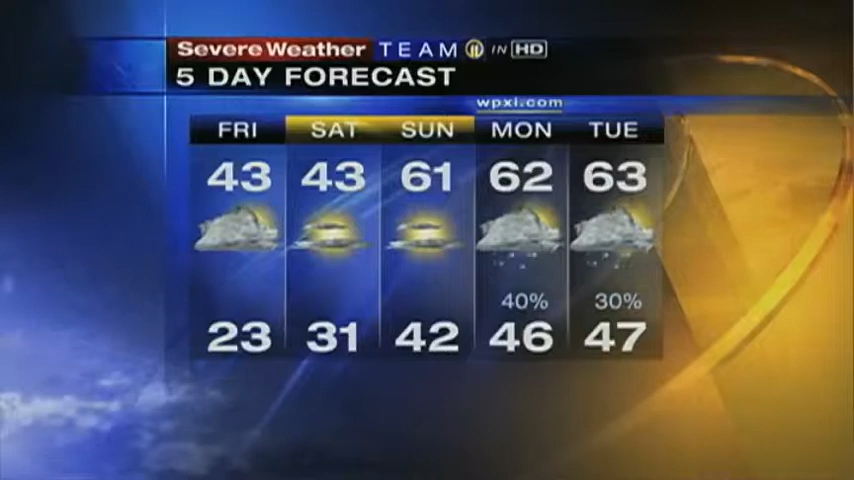 Severe Weather TEAM 11 IN HD
5 DAY FORECAST
wpxi.com
FRI SAT SUN MON TUE
43 43 61 62 63
40% 30%
23 31 42 46 47